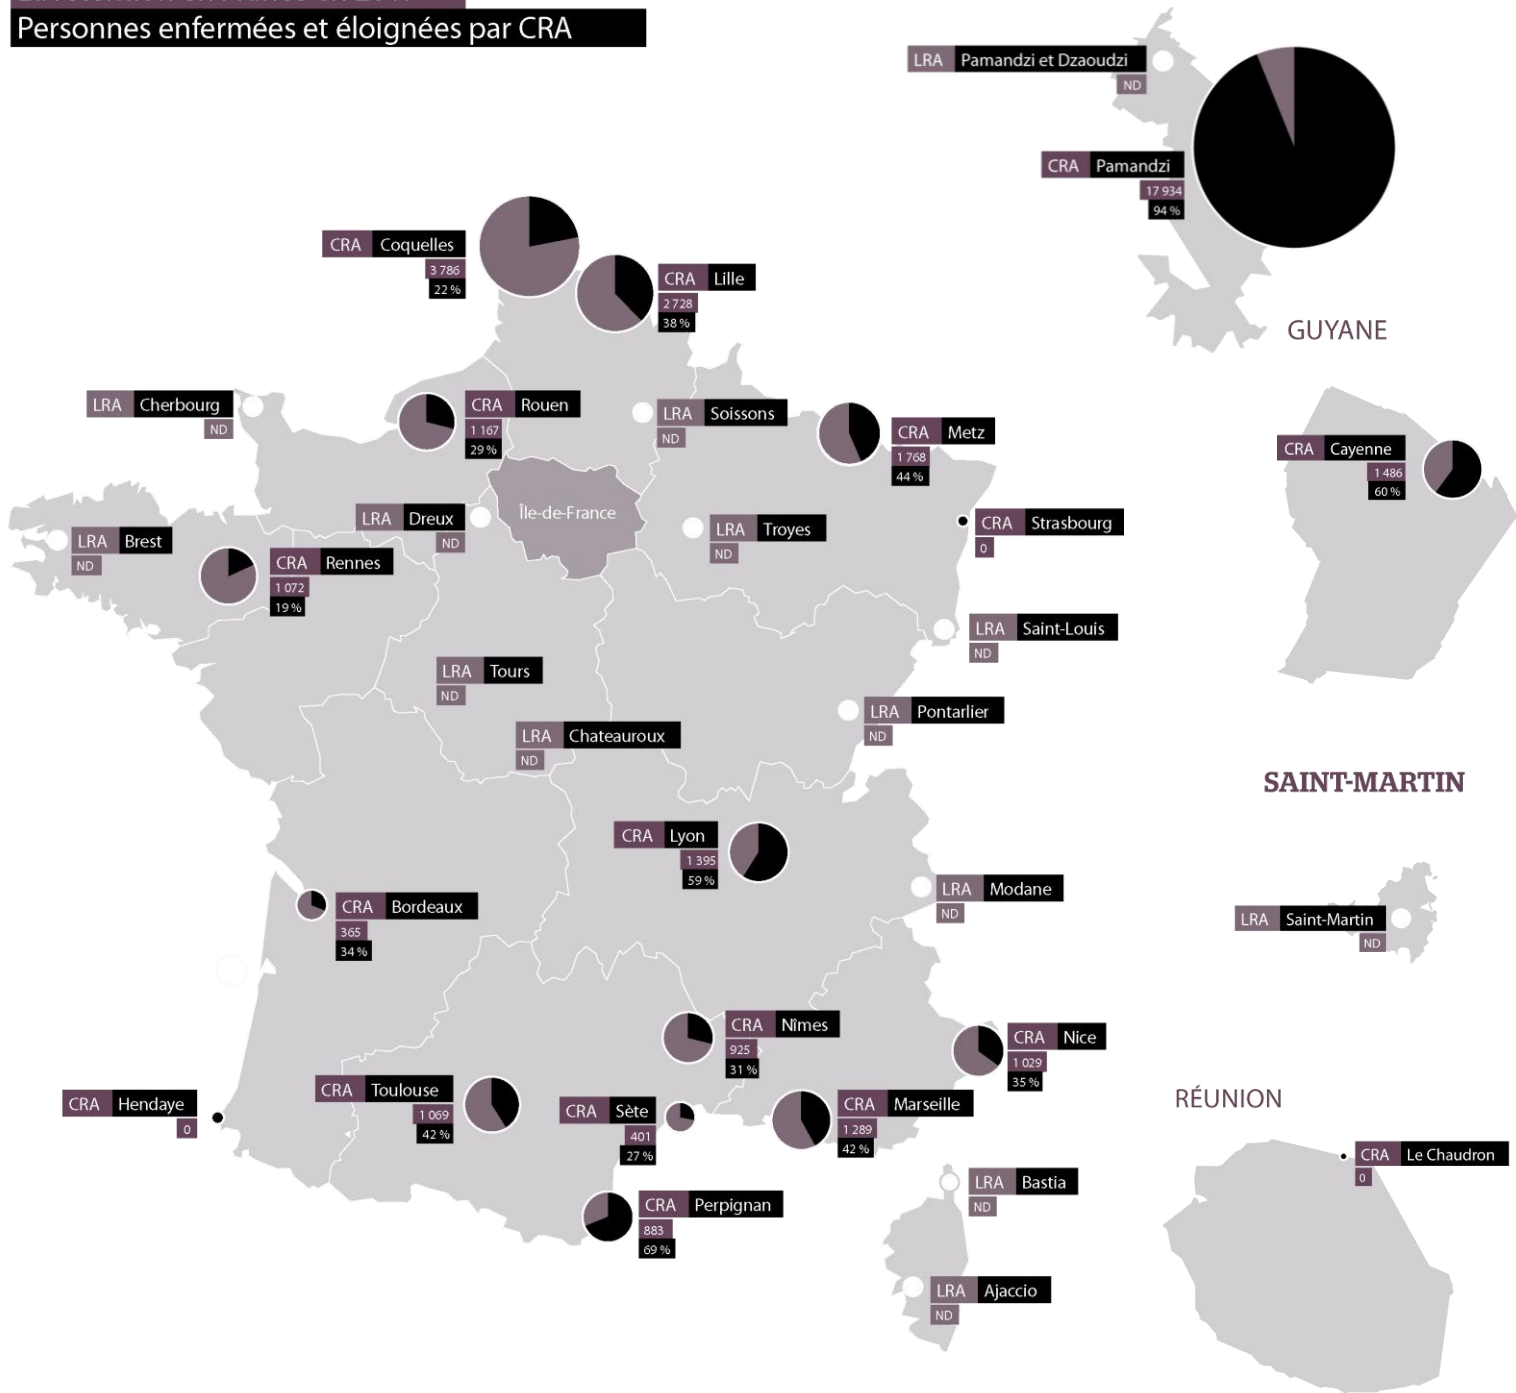 Personnes enfermées et éloignées par CRA
LRA Pamandzi et Dzaoudzi
ND
CRA Pamandzi
17 934
94 %
CRA Coquelles
3 786
22 %
CRA Lille
2 728
38 %
GUYANE
LRA Cherbourg
ND
CRA Rouen
1 167
29 %
LRA Soissons
ND
CRA Metz
1 768
44 %
CRA Cayenne
1 486
60 %
LRA Dreux
ND
Île-de-France
LRA Troyes
ND
CRA Strasbourg
0
LRA Brest
ND
CRA Rennes
1 072
19 %
LRA Saint-Louis
ND
LRA Tours
ND
LRA Pontarlier
ND
LRA Chateauroux
ND
SAINT-MARTIN
CRA Lyon
1 395
59 %
LRA Modane
ND
CRA Bordeaux
365
34 %
LRA Saint-Martin
ND
CRA Nîmes
925
31 %
CRA Nice
1 029
35 %
CRA Hendaye
0
CRA Toulouse
1 069
42 %
CRA Sète
401
27 %
CRA Marseille
1 289
42 %
RÉUNION
CRA Le Chaudron
0
LRA Bastia
ND
CRA Perpignan
883
69 %
LRA Ajaccio
ND